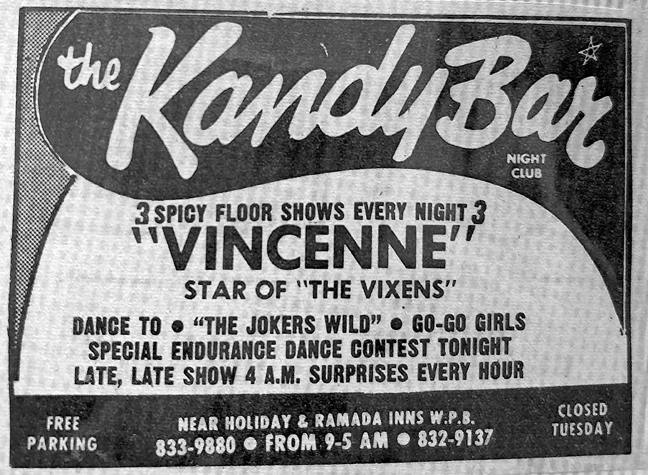 the Kandy Bar
NIGHT
CLUB
3 SPICY FLOOR SHOWS EVERY NIGHT 3
"VINCENNE"
STAR OF "THE VIXENS"
DANCE TO • "THE JOKERS WILD" • GO-GO GIRLS
SPECIAL ENDURANCE DANCE CONTEST TONIGHT
LATE, LATE SHOW 4 A.M. SURPRISES EVERY HOUR
FREE
PARKING
NEAR HOLIDAY & RAMADA INNS W.P.B.
833-9880 • FROM 9-5 AM • 832-9137
CLOSED
TUESDAY